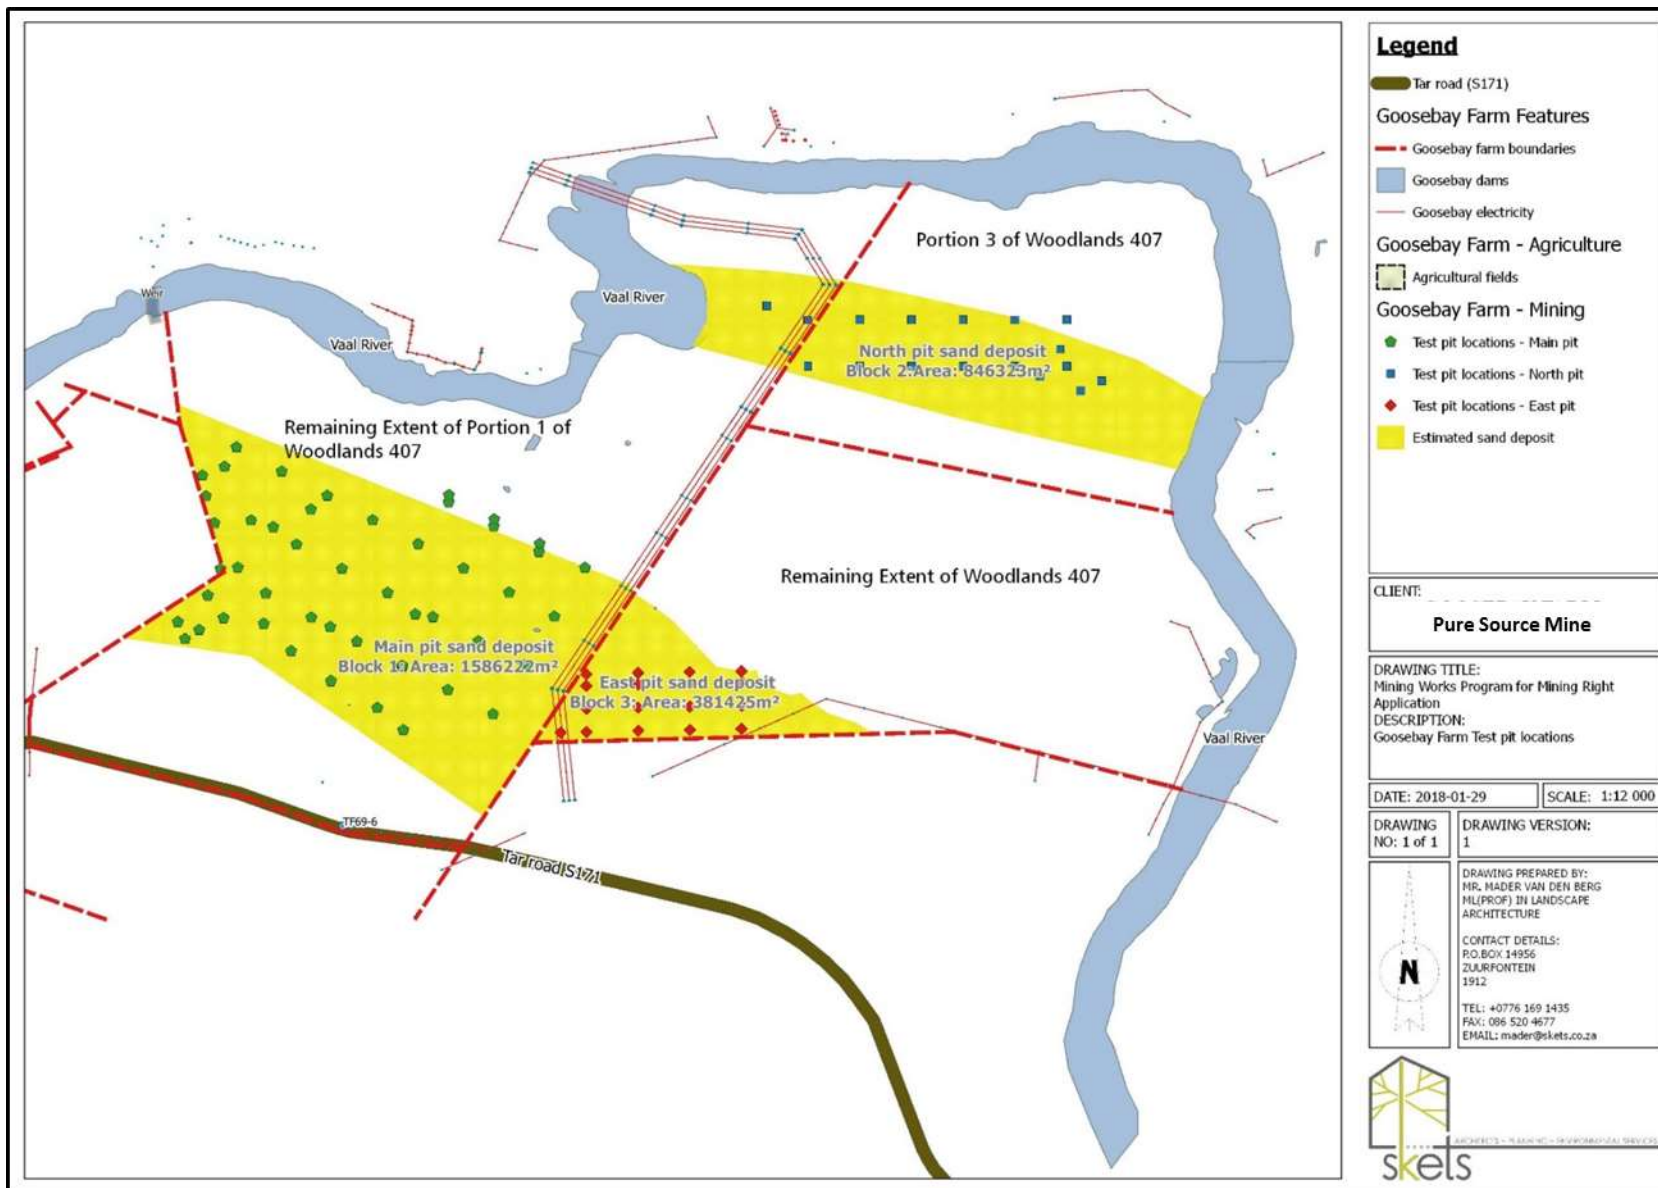 Portion 3 of Woodlands 407
Weir
Vaal River
Vaal River
North pit sand deposit
Block 2:Area: 846323m²
Remaining Extent of Portion 1 of
Woodlands 407
Remaining Extent of Woodlands 407
Main pit sand deposit
Block 1: Area: 1586222m²
East pit sand deposit
Block 3: Area: 381425m²
Vaal River
TF69-6
Tar road S171
Legend
Tar road (S171)
Goosebay Farm Features
Goosebay farm boundaries
Goosebay dams
Goosebay electricity
Goosebay Farm - Agriculture
Agricultural fields
Goosebay Farm - Mining
Test pit locations - Main pit
Test pit locations - North pit
Test pit locations - East pit
Estimated sand deposit
CLIENT:
Pure Source Mine
DRAWING TITLE:
Mining Works Program for Mining Right
Application
DESCRIPTION:
Goosebay Farm Test pit locations
DATE: 2018-01-29
SCALE: 1:12 000
DRAWING
NO: 1 of 1
DRAWING VERSION:
1
N
DRAWING PREPARED BY:
MR. MADER VAN DEN BERG
ML(PROF) IN LANDSCAPE
ARCHITECTURE
CONTACT DETAILS:
P.O.BOX 14956
ZUURFONTEIN
1912
TEL: +0776 169 1435
FAX: 086 520 4677
EMAIL: mader@skets.co.za
ARCHITECTS - PLANNING - ENVIRONMENTAL SERVICES
skets